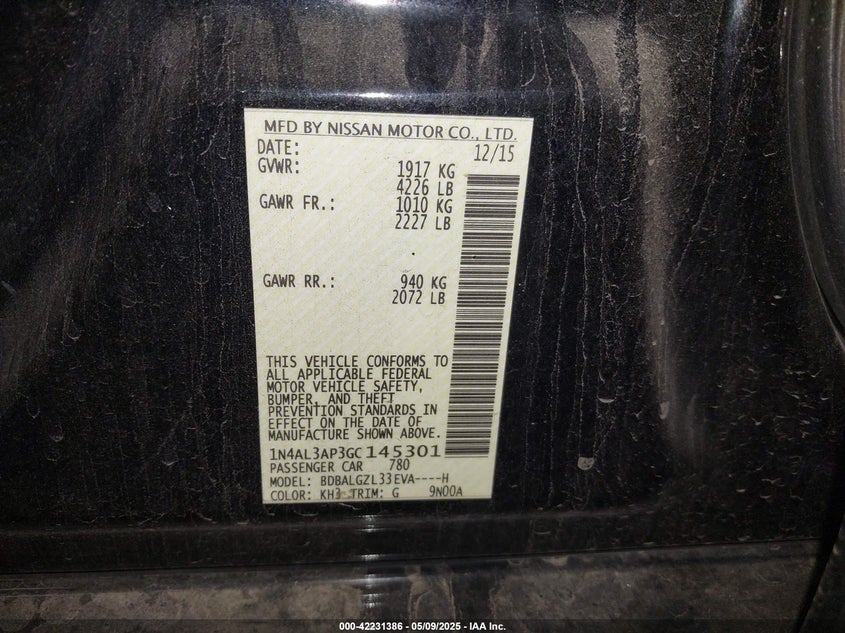 MFD BY NISSAN MOTOR CO., LTD.
DATE: 12/15
GVWR: 1917 KG
4226 LB
GAWR FR.: 1010 KG
2227 LB
GAWR RR.: 940 KG
2072 LB
THIS VEHICLE CONFORMS TO
ALL APPLICABLE FEDERAL
MOTOR VEHICLE SAFETY,
BUMPER, AND THEFT
PREVENTION STANDARDS IN
EFFECT ON THE DATE OF
MANUFACTURE SHOWN ABOVE.
1N4AL3AP3GC145301
PASSENGER CAR 780
MODEL: BDBALGZL33EVA----H
COLOR: KH3 TRIM: G 9N00A
000-42231386 - 05/09/2025 - IAA Inc.